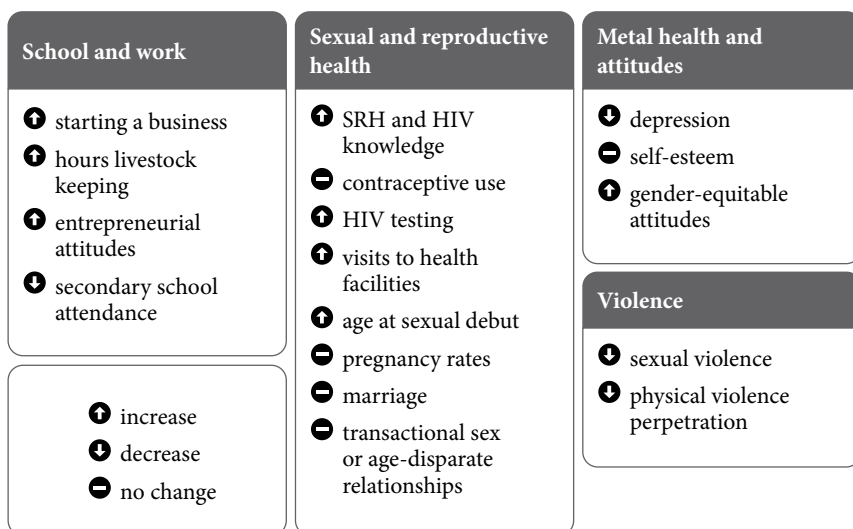 School and work
starting a business
hours livestock
keeping
entrepreneurial
attitudes
secondary school
attendance
increase
decrease
no change
Sexual and reproductive
health
SRH and HIV
knowledge
contraceptive use
HIV testing
visits to health
facilities
age at sexual debut
pregnancy rates
marriage
transactional sex
or age-disparate
relationships
Metal health and
attitudes
depression
self-esteem
gender-equitable
attitudes
Violence
sexual violence
physical violence
perpetration